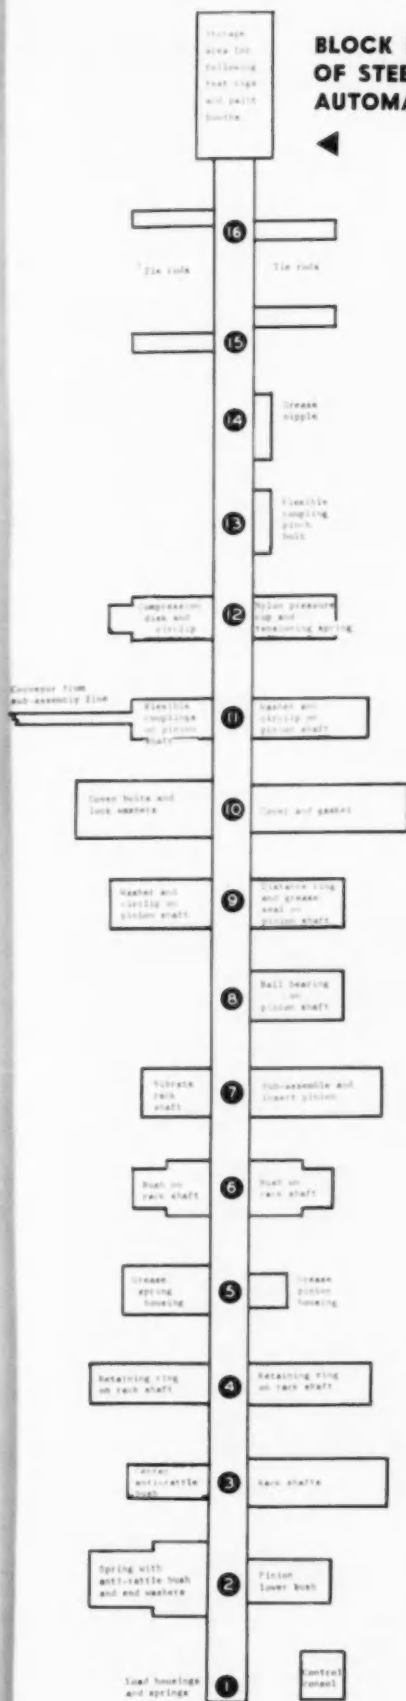 BLOCK
OF STEE
AUTOMA
Storage
area for
following
test rigs
and paint
booths
16
Tie rods
Tie rods
15
14
Grease
nipple
13
Flexible
coupling
pinch
bolt
12
Compression
disk and
circlip
Nylon pressure
cup and
tensioning spring
Conveyor from
sub-assembly line
11
Flexible
couplings
on pinion
shaft
Washer and
circlip on
pinion shaft
10
Cover bolts and
lock washers
Cover and gasket
9
Washer and
circlip on
pinion shaft
Distance ring
and grease
seal on
pinion shaft
8
Ball bearing
on
pinion shaft
7
Vibrate
rack
shaft
Sub-assemble and
insert pinion
6
Bush on
rack shaft
Bush on
rack shaft
5
Grease
spring
housing
Grease
pinion
housing
4
Retaining ring
on rack shaft
Retaining ring
on rack shaft
3
Center
anti-rattle
bush
Rack shafts
2
Spring with
anti-rattle bush
and end washers
Pinion
lower bush
1
Load housings
and springs
Control
consol